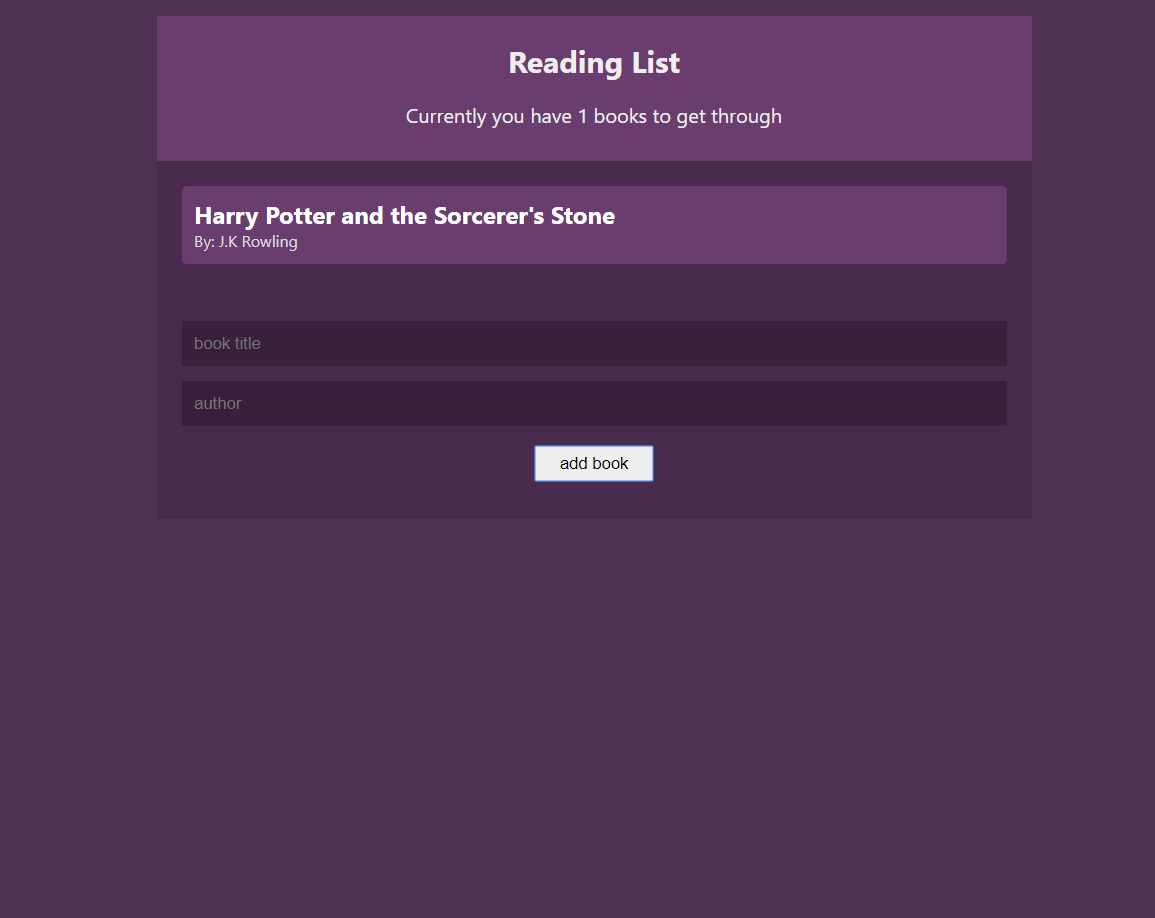 Reading List
Currently you have 1 books to get through
Harry Potter and the Sorcerer's Stone
By: J.K Rowling
book title
author
add book